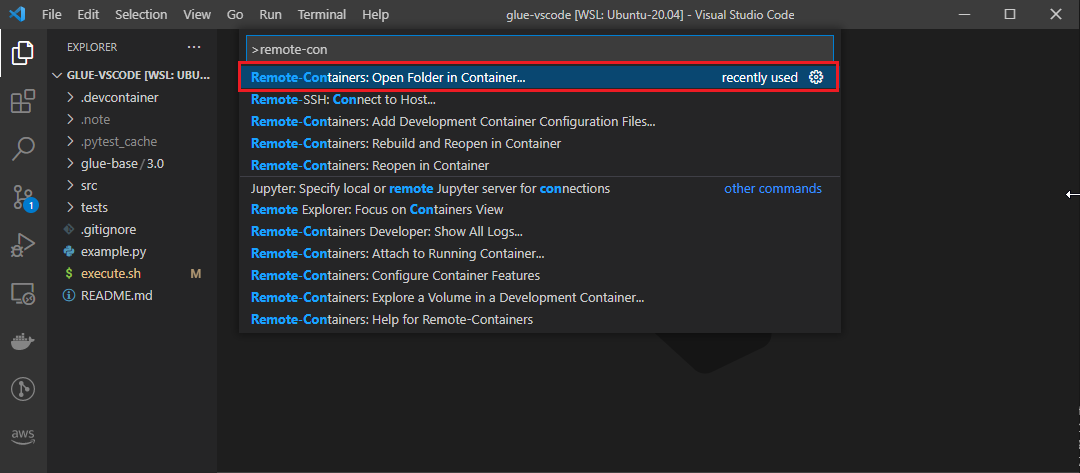 File Edit View Go Run Terminal Help glue-vscode [WSL: Ubuntu-20.04] - Visual Studio Code
EXPLORER ...
>remote-con
GLUE-VSCODE [WSL: UBU...
Remote-Containers: Open Folder in Container... recently used
.devcontainer
Remote-SSH: Connect to Host...
.note
Remote-Containers: Add Development Container Configuration Files...
.pytest_cache
Remote-Containers: Rebuild and Reopen in Container
glue-base/3.0
Remote-Containers: Reopen in Container
src
Jupyter: Specify local or remote Jupyter server for connections other commands
tests
Remote Explorer: Focus on Containers View
.gitignore
Remote-Containers Developer: Show All Logs...
example.py
Remote-Containers: Attach to Running Container...
$ execute.sh M
Remote-Containers: Configure Container Features
README.md
Remote-Containers: Explore a Volume in a Development Container...
Remote-Containers: Help for Remote-Containers
1
aws